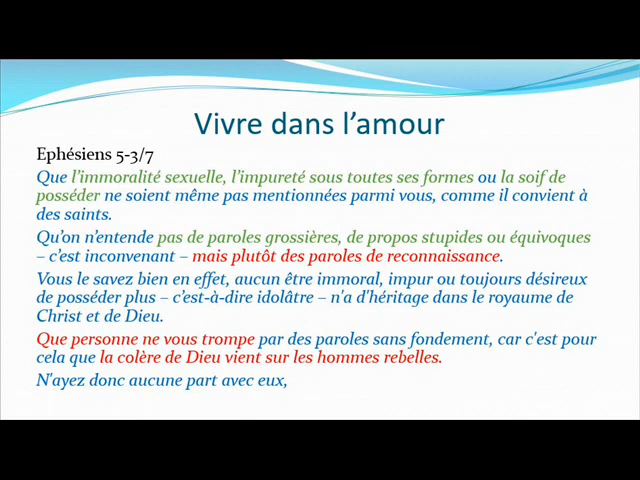 Vivre dans l’amour
Ephésiens 5-3/7
Que l’immoralité sexuelle, l’impureté sous toutes ses formes ou la soif de
posséder ne soient même pas mentionnées parmi vous, comme il convient à
des saints.
Qu’on n’entende pas de paroles grossières, de propos stupides ou équivoques
– c’est inconvenant – mais plutôt des paroles de reconnaissance.
Vous le savez bien en effet, aucun être immoral, impur ou toujours désireux
de posséder plus – c’est-à-dire idolâtre – n'a d'héritage dans le royaume de
Christ et de Dieu.
Que personne ne vous trompe par des paroles sans fondement, car c'est pour
cela que la colère de Dieu vient sur les hommes rebelles.
N'ayez donc aucune part avec eux,